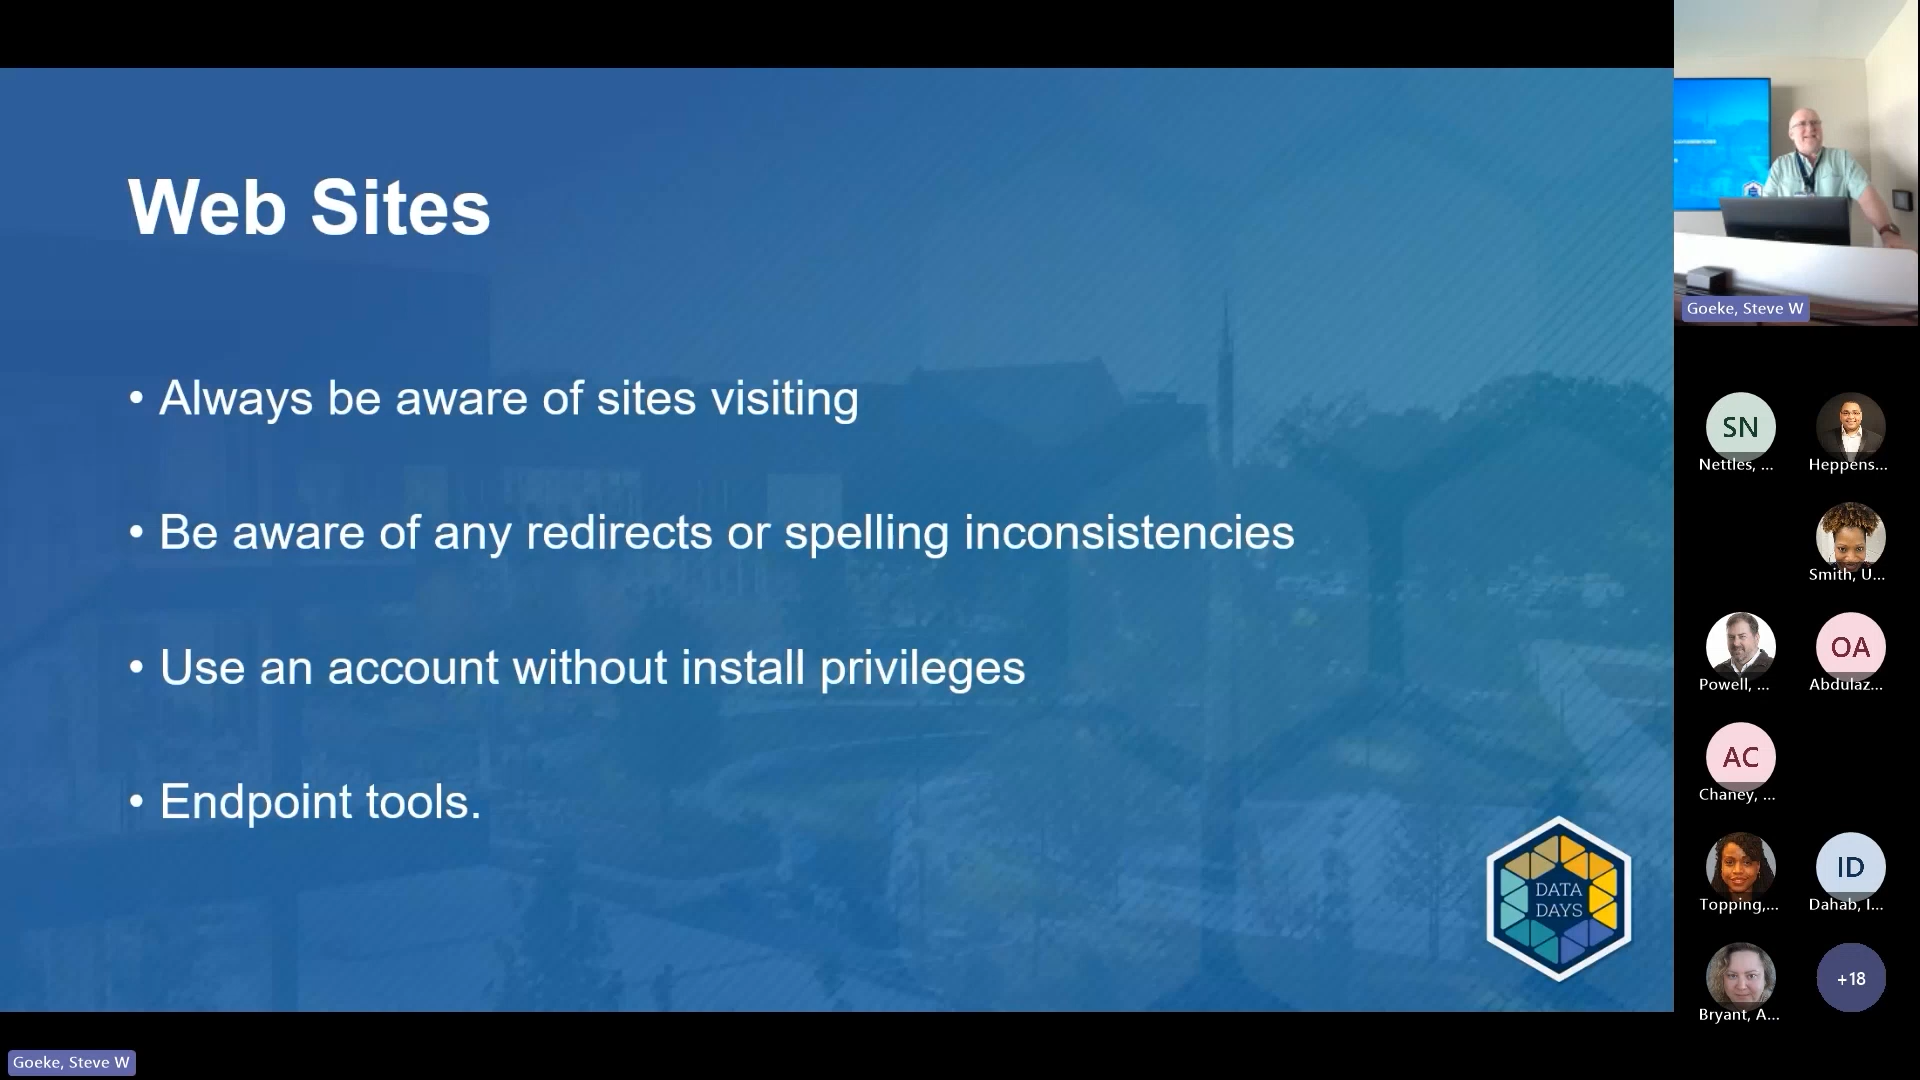 Web Sites
• Always be aware of sites visiting
• Be aware of any redirects or spelling inconsistencies
• Use an account without install privileges
• Endpoint tools.
DATA
DAYS
Goeke, Steve W
SN
Nettles, ...
Heppens...
Smith, U...
Powell, ...
OA
Abdulaz...
AC
Chaney, ...
Topping,...
ID
Dahab, I...
Bryant, A...
+18
Goeke, Steve W